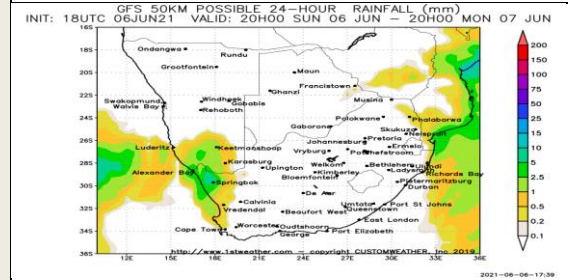 GFS 50KM POSSIBLE 24-HOUR RAINFALL (mm)
INIT: 18UTC 06JUN21 VALID: 20H00 SUN 06 JUN - 20H00 MON 07 JUN
16S
18S
20S
22S
24S
26S
28S
30S
32S
34S
36S
12E
15E
18E
21E
24E
27E
30E
33E
36E
Ondangwa
Rundu
Grootfontein
Maun
Ghanzi
Francistown
Swakopmund
Walvis Bay
Windhoek
Gobabis
Rehoboth
Musina
Polokwane
Phalaborwa
Gaborone
Skukuza
Nelspruit
Johannesburg
Pretoria
Ermelo
Luderitz
Keetmanshoop
Vryburg
Potchefstroom
Karasburg
Upington
Welkom
Bethlehem
Ulundi
Ladysmith
Alexander Bay
Kimberley
Richards Bay
Springbok
Bloemfontein
Pietermaritzburg
Durban
De Aar
Calvinia
Umtata
Port St Johns
Vredendal
Beaufort West
Queenstown
East London
Cape Town
Worcester
Oudtshoorn
George
Port Elizabeth
http://www.1stweather.com - copyright CUSTOMWEATHER, Inc 2019
200
150
100
75
50
25
15
10
5
2.5
1
0.5
0.2
0.1
2021-06-06-17:39